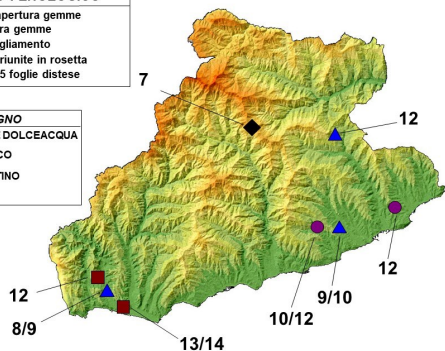 apertura gemme
ra gemme
gliamento
riunite in rosetta
5 foglie distese
GNO
DOLCEACQUA
CO
TINO
7
12
12
9/10
10/12
12
8/9
13/14